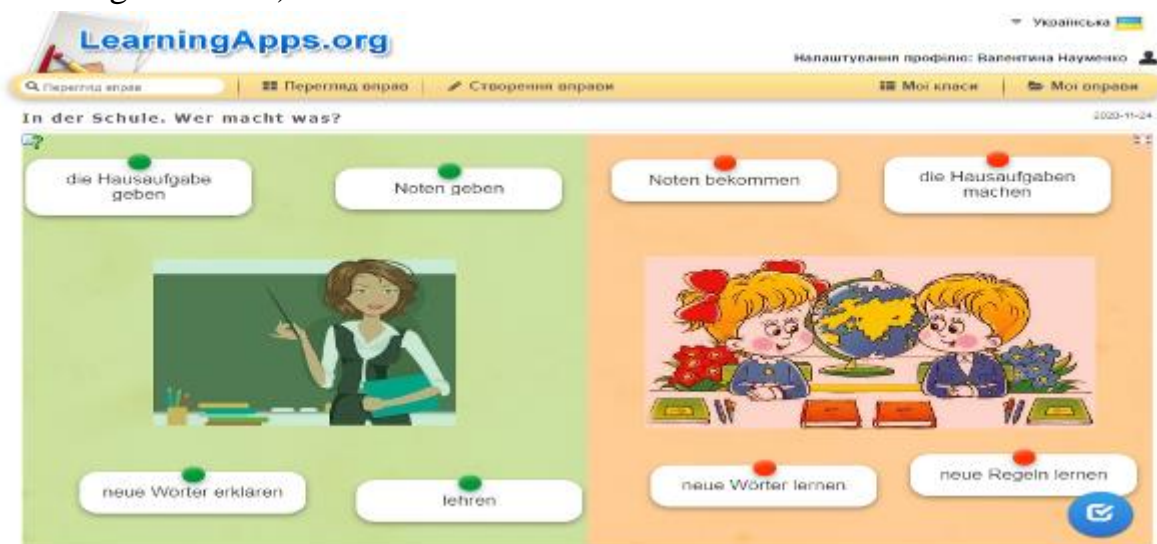 LearningApps.org
Українська
Налаштування профілю: Валентина Науменко
Перегляд вправ
Перегляд вправ
Створення вправи
Мої класи
Мої вправи
In der Schule. Wer macht was?
2020-11-24
die Hausaufgabe
geben
Noten geben
Noten bekommen
die Hausaufgaben
machen
neue Wörter erklären
lehren
neue Wörter lernen
neue Regeln lernen